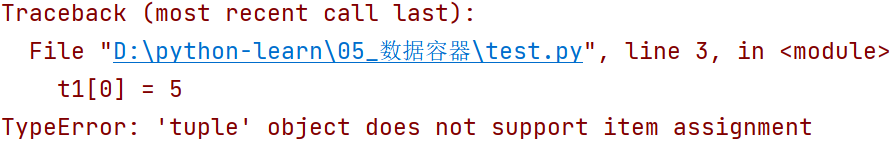 Traceback (most recent call last):
  File "D:\python-learn\05_数据容器\test.py", line 3, in <module>
    t1[0] = 5
TypeError: 'tuple' object does not support item assignment